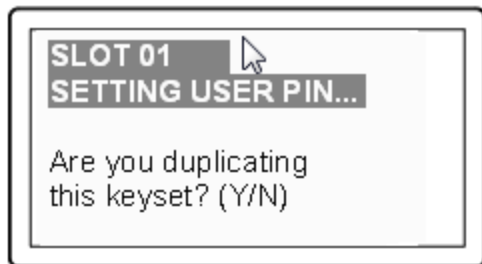 SLOT 01
SETTING USER PIN...
Are you duplicating
this keyset? (Y/N)